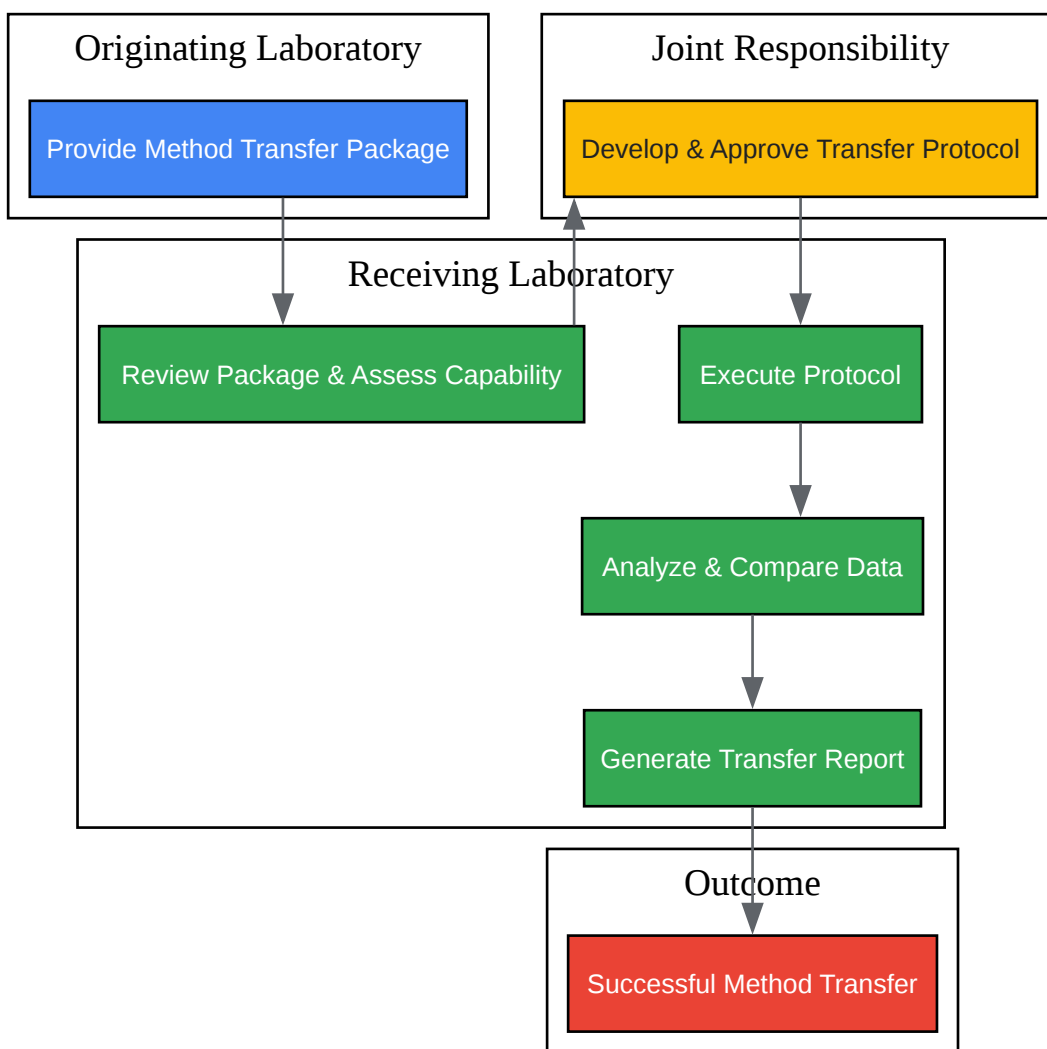 Originating Laboratory
Provide Method Transfer Package
Joint Responsibility
Develop & Approve Transfer Protocol
Receiving Laboratory
Review Package & Assess Capability
Execute Protocol
Analyze & Compare Data
Generate Transfer Report
Outcome
Successful Method Transfer